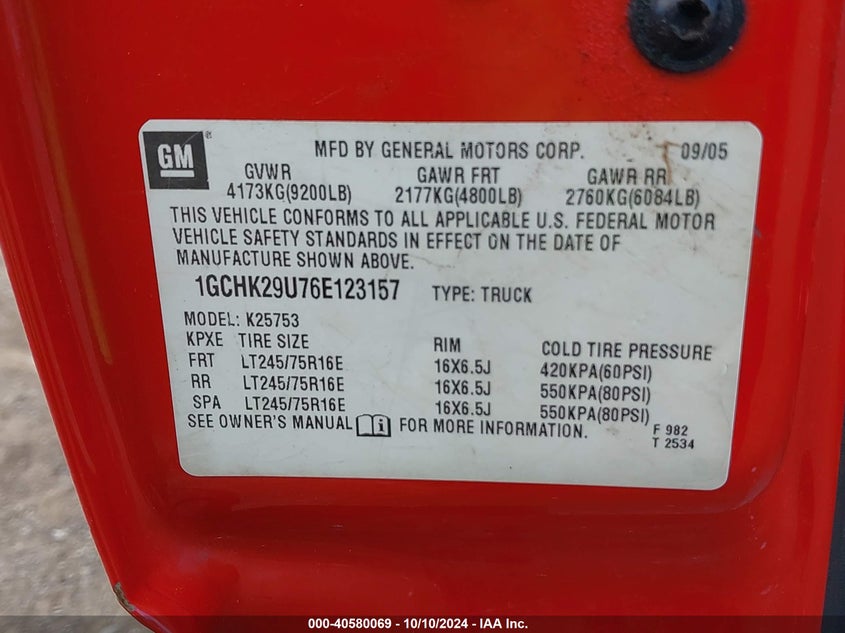 GM
MFD BY GENERAL MOTORS CORP. 09/05
GVWR GAWR FRT GAWR RR
4173KG(9200LB) 2177KG(4800LB) 2760KG(6084LB)
THIS VEHICLE CONFORMS TO ALL APPLICABLE U.S. FEDERAL MOTOR
VEHICLE SAFETY STANDARDS IN EFFECT ON THE DATE OF
MANUFACTURE SHOWN ABOVE.
1GCHK29U76E123157 TYPE: TRUCK
MODEL: K25753
KPXE TIRE SIZE RIM COLD TIRE PRESSURE
FRT LT245/75R16E 16X6.5J 420KPA(60PSI)
RR LT245/75R16E 16X6.5J 550KPA(80PSI)
SPA LT245/75R16E 16X6.5J 550KPA(80PSI)
SEE OWNER'S MANUAL FOR MORE INFORMATION.
F 982
T 2534
000-40580069 - 10/10/2024 - IAA Inc.